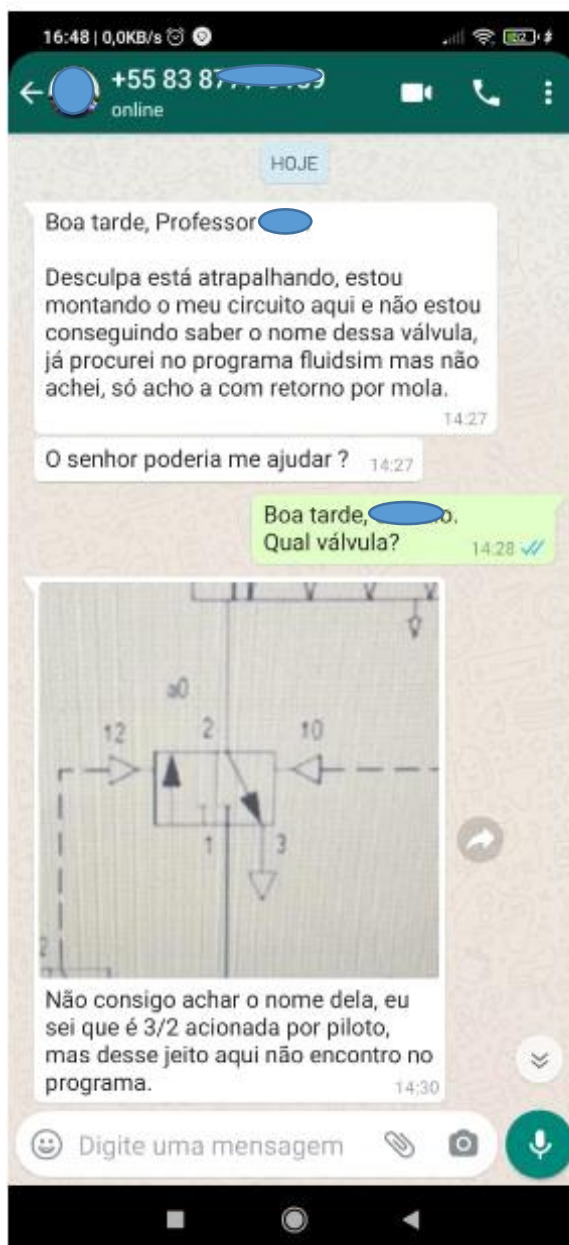 16:48 | 0,0KB/s
+55 83 87
online
HOJE
Boa tarde, Professor
Desculpa está atrapalhando, estou
montando o meu circuito aqui e não estou
conseguindo saber o nome dessa válvula,
já procurei no programa fluidsim mas não
achei, só acho a com retorno por mola.
14:27
O senhor poderia me ajudar ? 14:27
Boa tarde, o.
Qual válvula? 14:28
a0
12 2 10
1 3
2
Não consigo achar o nome dela, eu
sei que é 3/2 acionada por piloto,
mas desse jeito aqui não encontro no
programa. 14:30
Digite uma mensagem